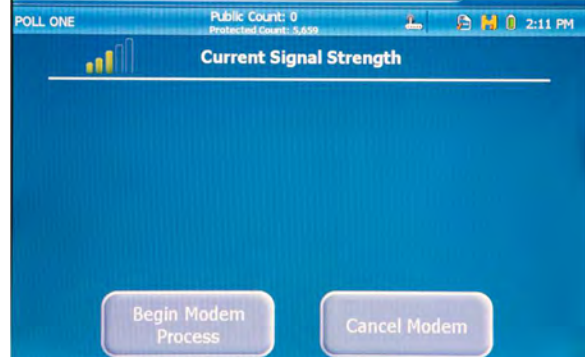 POLL ONE
Public Count: 0
Protected Count: 5,659
2:11 PM
Current Signal Strength
Begin Modem
Process
Cancel Modem